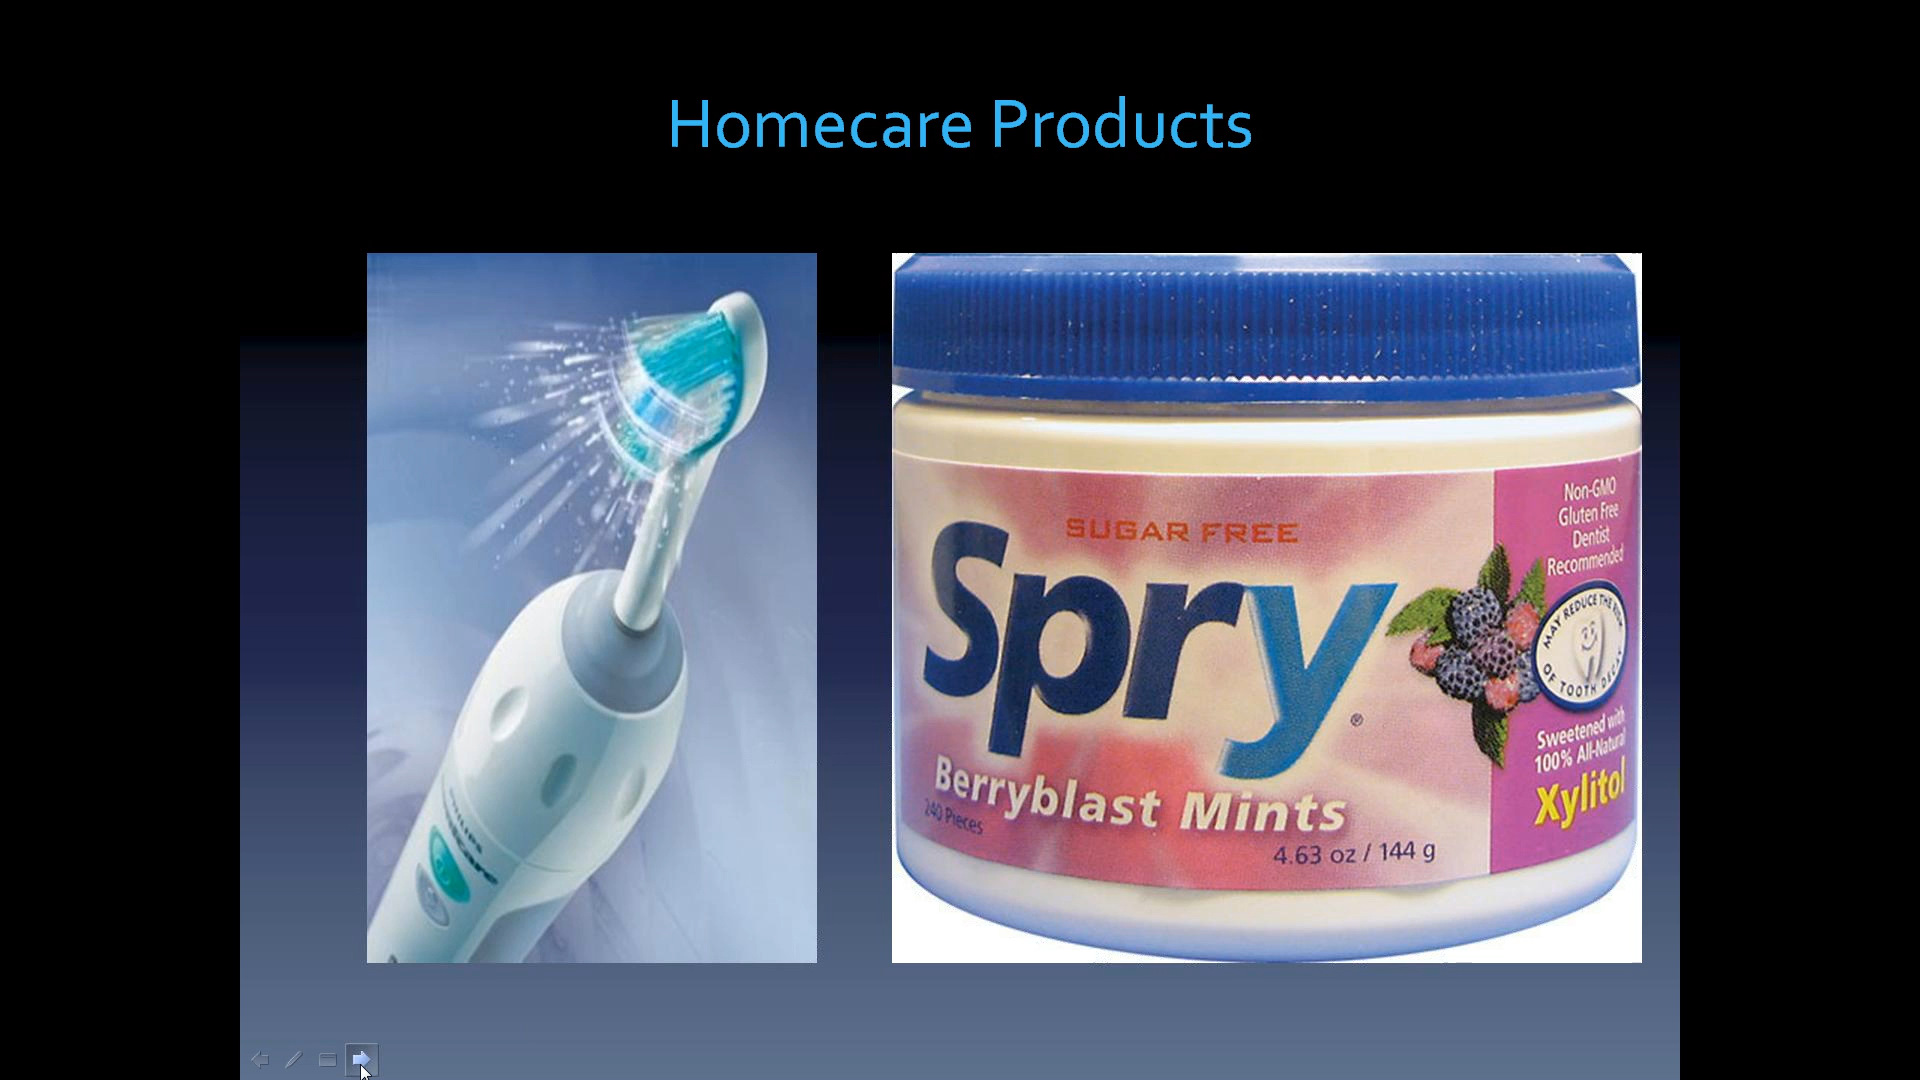 Homecare Products
PHILIPS
SUGAR FREE
Spry®
Berryblast Mints
240 Pieces
4.63 oz / 144 g
Non-GMO
Gluten Free
Dentist
Recommended
MAY REDUCE THE RISK
OF TOOTH DECAY
Sweetened with
100% All-Natural
Xylitol